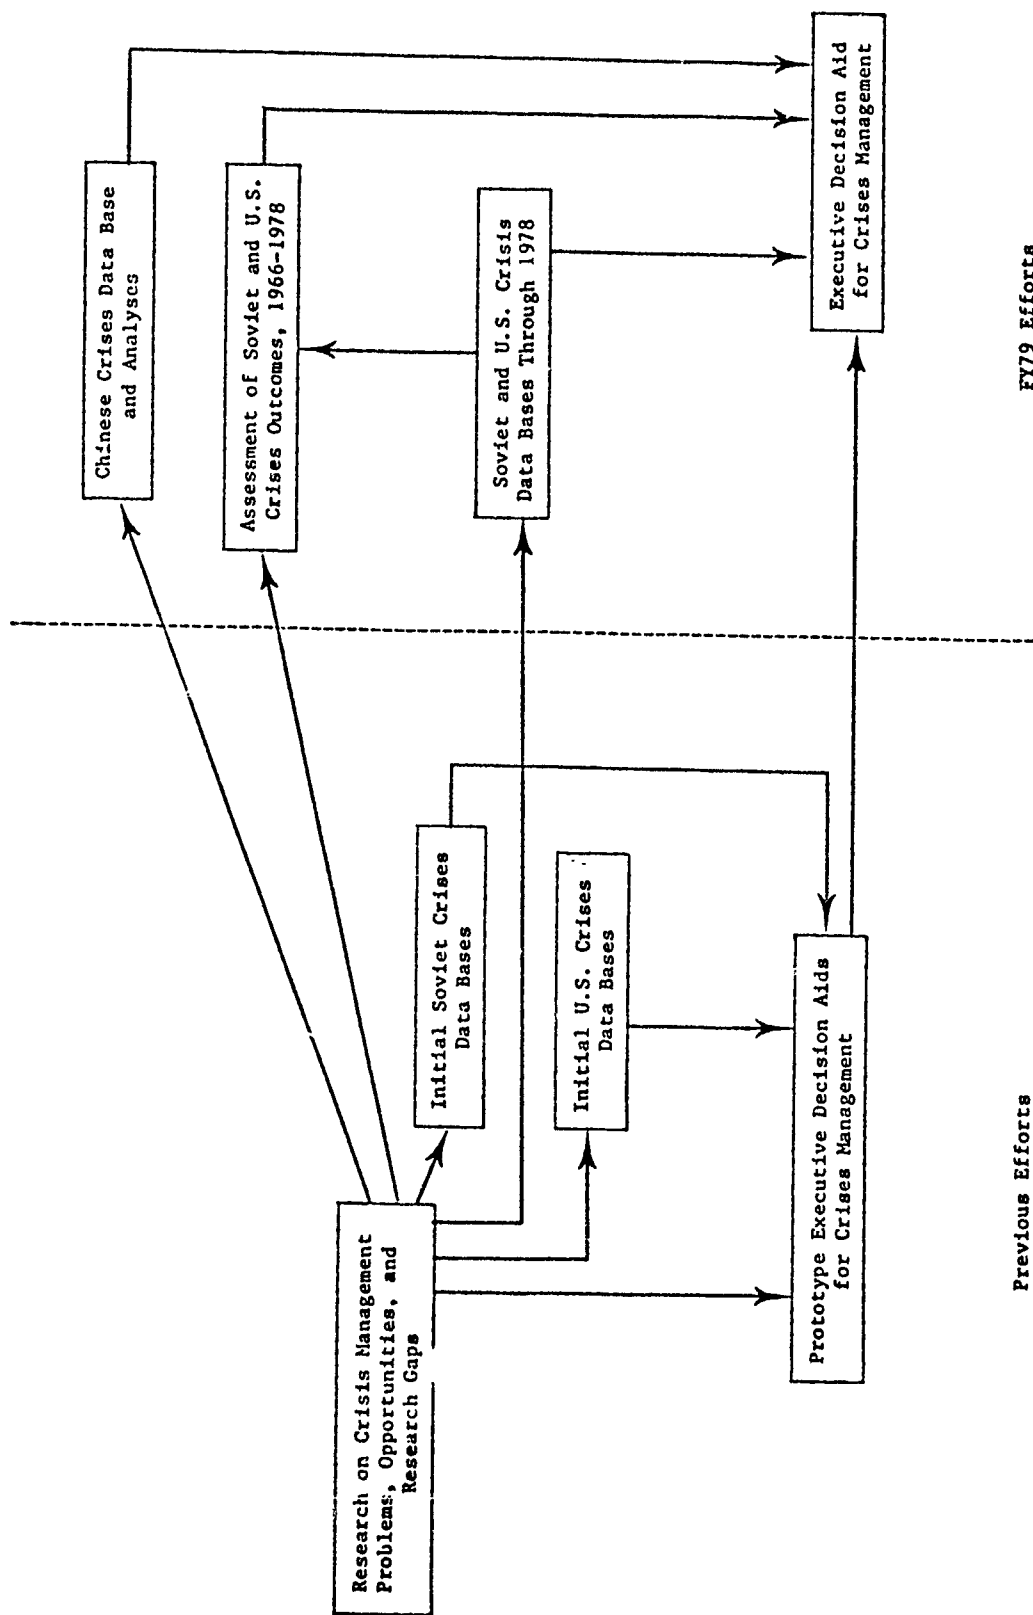 Research on Crisis Management
Problems, Opportunities, and
Research Gaps
Initial Soviet Crises
Data Bases
Initial U.S. Crises
Data Bases
Prototype Executive Decision Aids
for Crises Management
Previous Efforts
Chinese Crises Data Base
and Analyses
Assessment of Soviet and U.S.
Crises Outcomes, 1966-1978
Soviet and U.S. Crisis
Data Bases Through 1978
Executive Decision Aid
for Crises Management
FY79 Efforts